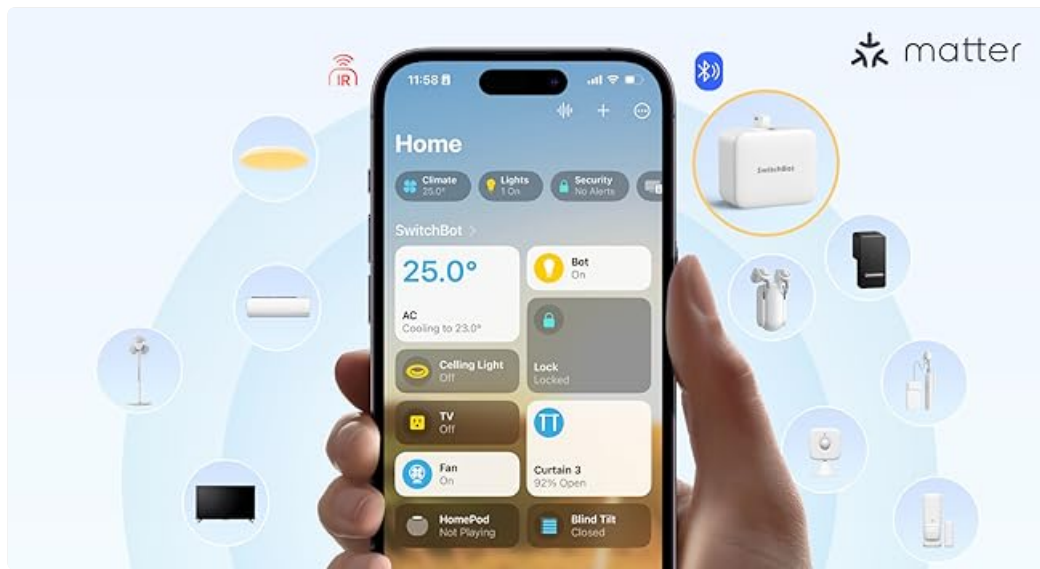 matter
IR
11:58
Home
Climate
25.0°
Lights
1 On
Security
No Alerts
SwitchBot
SwitchBot >
25.0°
AC
Cooling to 23.0°
Bot
On
Lock
Locked
Celling Light
Off
TV
Off
Fan
On
Curtain 3
92% Open
HomePod
Not Playing
Blind Tilt
Closed